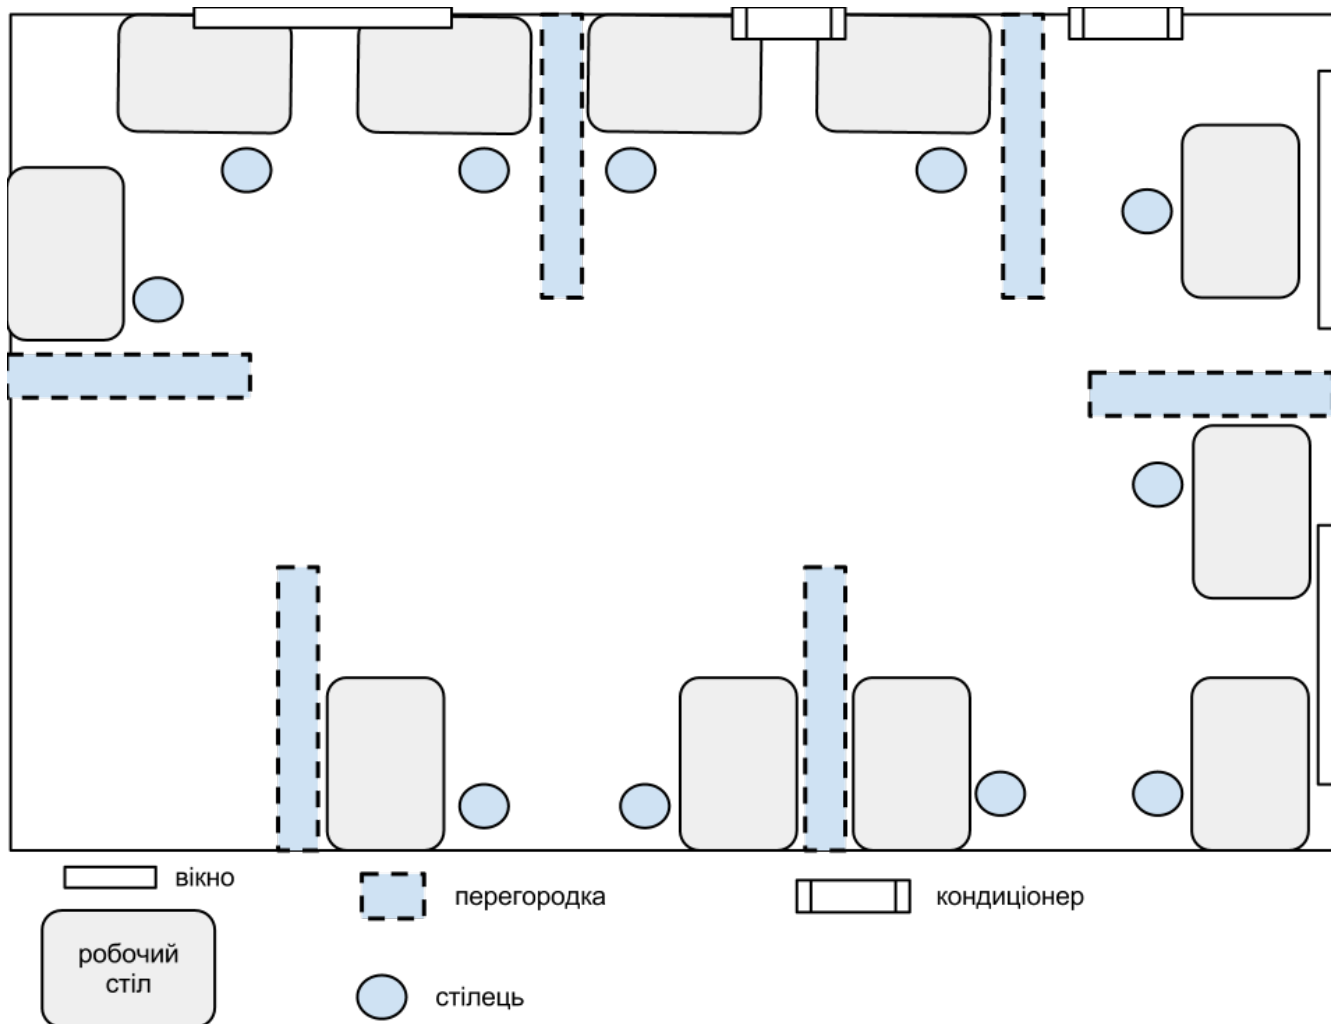 вікно
перегородка
кондиціонер
робочий
стіл
стілець